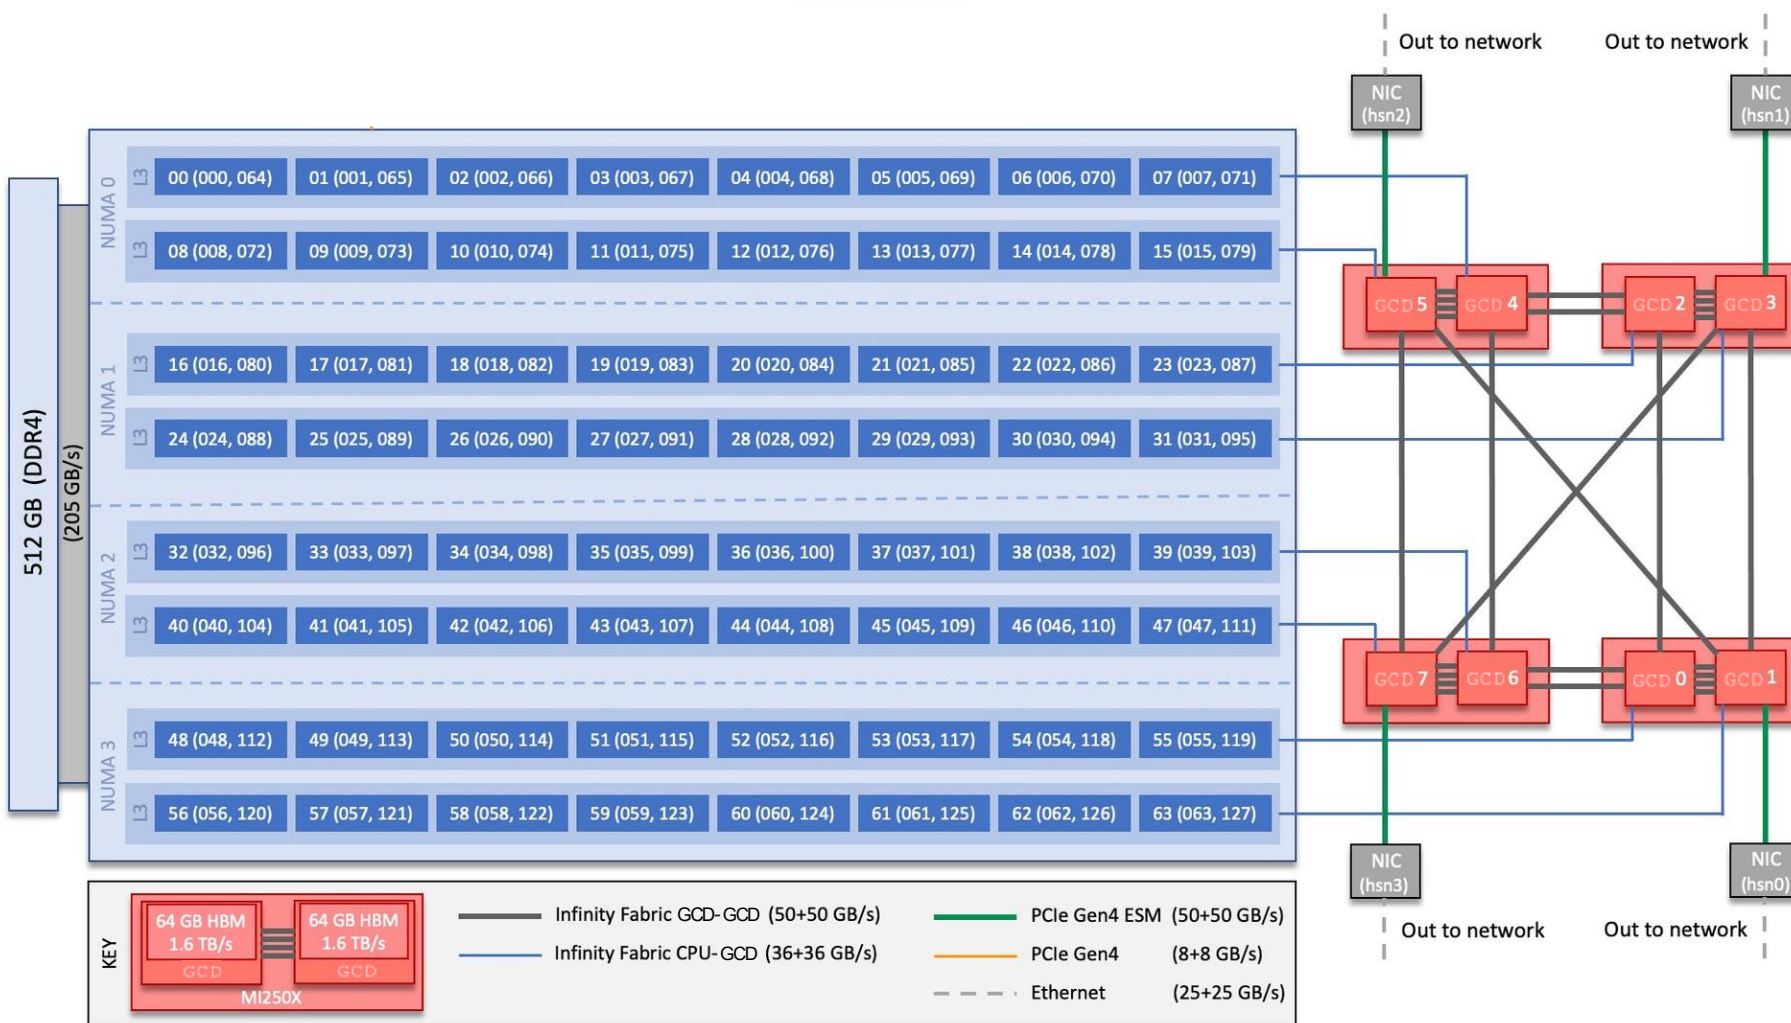 Out to network
Out to network
NIC
(hsn2)
NIC
(hsn1)
512 GB (DDR4)
(205 GB/s)
NUMA 0
L3
00 (000, 064) 01 (001, 065) 02 (002, 066) 03 (003, 067) 04 (004, 068) 05 (005, 069) 06 (006, 070) 07 (007, 071)
L3
08 (008, 072) 09 (009, 073) 10 (010, 074) 11 (011, 075) 12 (012, 076) 13 (013, 077) 14 (014, 078) 15 (015, 079)
NUMA 1
L3
16 (016, 080) 17 (017, 081) 18 (018, 082) 19 (019, 083) 20 (020, 084) 21 (021, 085) 22 (022, 086) 23 (023, 087)
L3
24 (024, 088) 25 (025, 089) 26 (026, 090) 27 (027, 091) 28 (028, 092) 29 (029, 093) 30 (030, 094) 31 (031, 095)
NUMA 2
L3
32 (032, 096) 33 (033, 097) 34 (034, 098) 35 (035, 099) 36 (036, 100) 37 (037, 101) 38 (038, 102) 39 (039, 103)
L3
40 (040, 104) 41 (041, 105) 42 (042, 106) 43 (043, 107) 44 (044, 108) 45 (045, 109) 46 (046, 110) 47 (047, 111)
NUMA 3
L3
48 (048, 112) 49 (049, 113) 50 (050, 114) 51 (051, 115) 52 (052, 116) 53 (053, 117) 54 (054, 118) 55 (055, 119)
L3
56 (056, 120) 57 (057, 121) 58 (058, 122) 59 (059, 123) 60 (060, 124) 61 (061, 125) 62 (062, 126) 63 (063, 127)
GCD 5 GCD 4 GCD 2 GCD 3
GCD 7 GCD 6 GCD 0 GCD 1
NIC
(hsn3)
NIC
(hsn0)
Out to network
Out to network
KEY
64 GB HBM
1.6 TB/s
GCD
64 GB HBM
1.6 TB/s
GCD
MI250X
Infinity Fabric GCD-GCD (50+50 GB/s)
Infinity Fabric CPU-GCD (36+36 GB/s)
PCIe Gen4 ESM (50+50 GB/s)
PCIe Gen4 (8+8 GB/s)
Ethernet (25+25 GB/s)